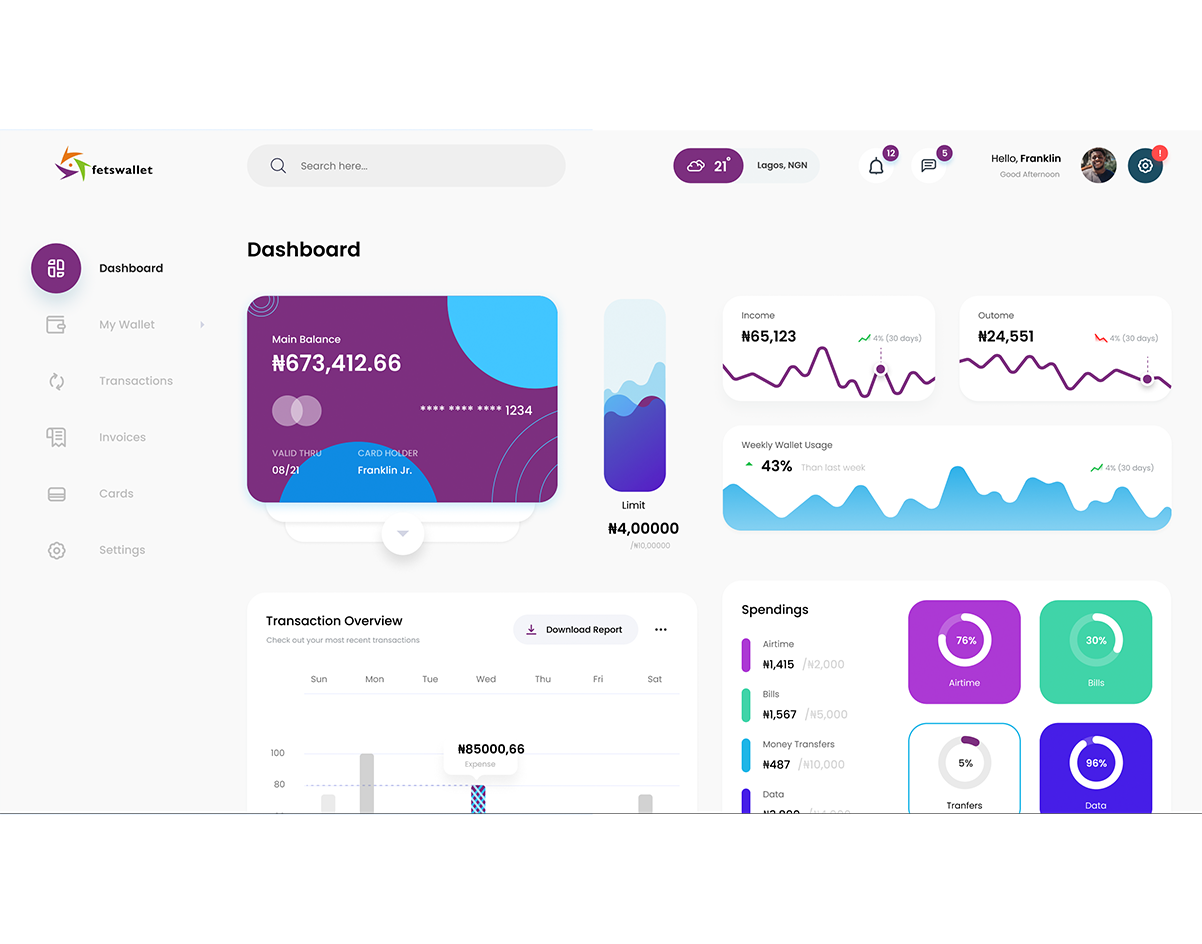 fetswallet
Search here...
21°
Lagos, NGN
12
5
Hello, Franklin
Good Afternoon
!
Dashboard
My Wallet
Transactions
Invoices
Cards
Settings
Dashboard
Main Balance
₦673,412.66
**** **** **** 1234
VALID THRU
CARD HOLDER
08/21
Franklin Jr.
Limit
₦4,00000
/₦10,00000
Income
₦65,123
4% (30 days)
Outome
₦24,551
4% (30 days)
Weekly Wallet Usage
43%
Than last week
4% (30 days)
Transaction Overview
Check out your most recent transactions
Download Report
Sun
Mon
Tue
Wed
Thu
Fri
Sat
100
80
₦85000,66
Expense
Spendings
Airtime
₦1,415 /₦2,000
Bills
₦1,567 /₦5,000
Money Transfers
₦487 /₦10,000
Data
76%
Airtime
30%
Bills
5%
Tranfers
96%
Data